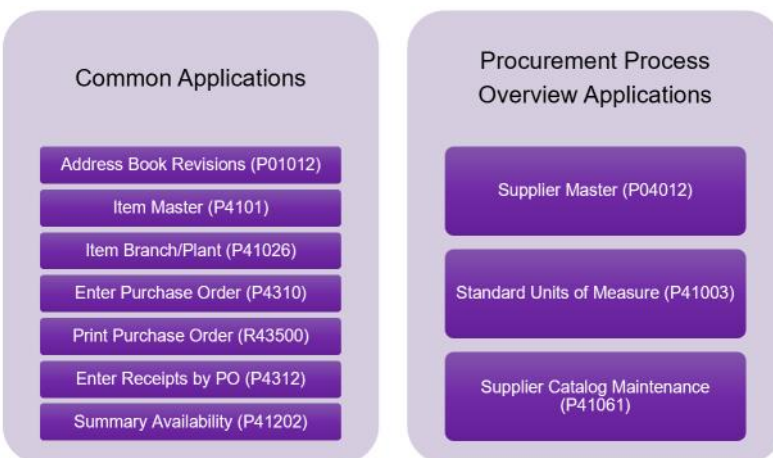 Common Applications
Address Book Revisions (P01012)
Item Master (P4101)
Item Branch/Plant (P41026)
Enter Purchase Order (P4310)
Print Purchase Order (R43500)
Enter Receipts by PO (P4312)
Summary Availability (P41202)
Procurement Process
Overview Applications
Supplier Master (P04012)
Standard Units of Measure (P41003)
Supplier Catalog Maintenance
(P41061)